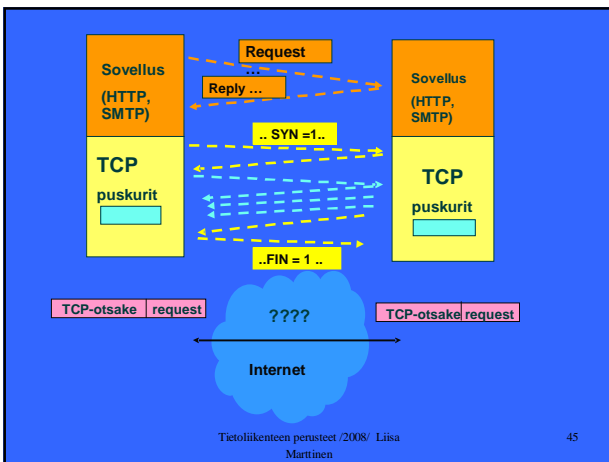 Sovellus
(HTTP,
SMTP)
Request
...
Reply ...
Sovellus
(HTTP,
SMTP)
.. SYN =1..
TCP
puskurit
TCP
puskurit
..FIN = 1 ..
TCP-otsake request
????
TCP-otsake request
Internet
Tietoliikenteen perusteet /2008/ Liisa
Marttinen
45